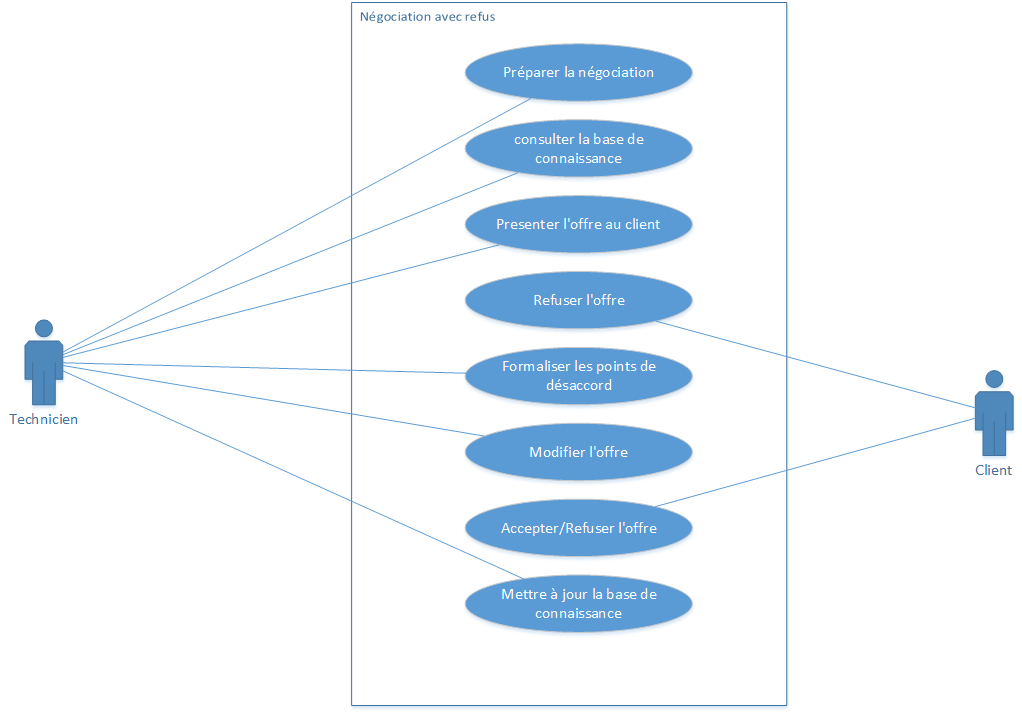 Négociation avec refus
Préparer la négociation
consulter la base de
connaissance
Presenter l'offre au client
Refuser l'offre
Formaliser les points de
désaccord
Modifier l'offre
Accepter/Refuser l'offre
Mettre à jour la base de
connaissance
Technicien
Client